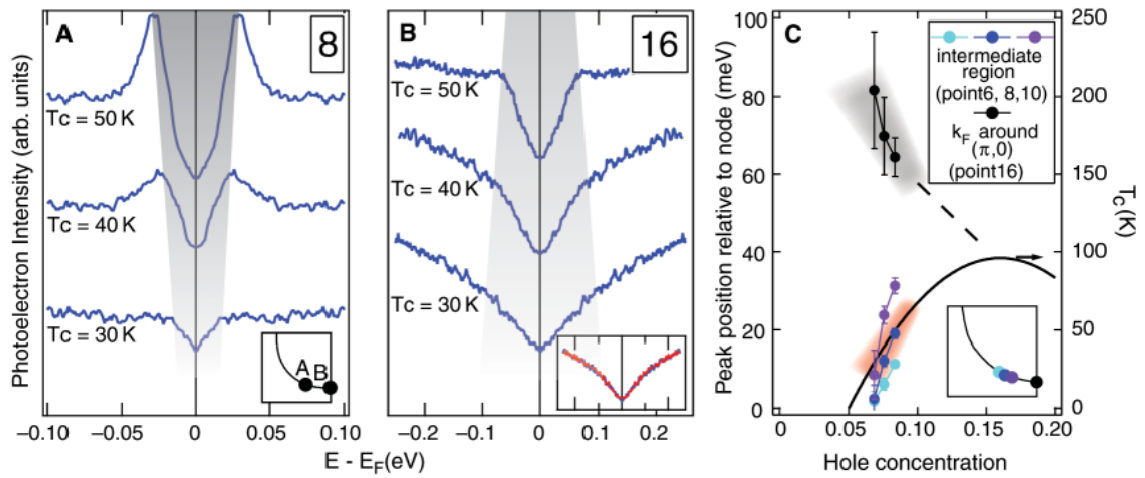 A
8
Tc = 50 K
Tc = 40 K
Tc = 30 K
A
B
Photoelectron Intensity (arb. units)
−0.10
−0.05
0
0.05
0.10
B
16
Tc = 50 K
Tc = 40 K
Tc = 30 K
−0.2
−0.1
0
0.1
0.2
E - EF(eV)
C
Peak position relative to node (meV)
100
80
60
40
20
0
intermediate
region
(point6, 8,10)
kF around
(π,0)
(point16)
250
200
150
100
50
0
Tc (K)
0.00
0.05
0.10
0.15
0.20
Hole concentration